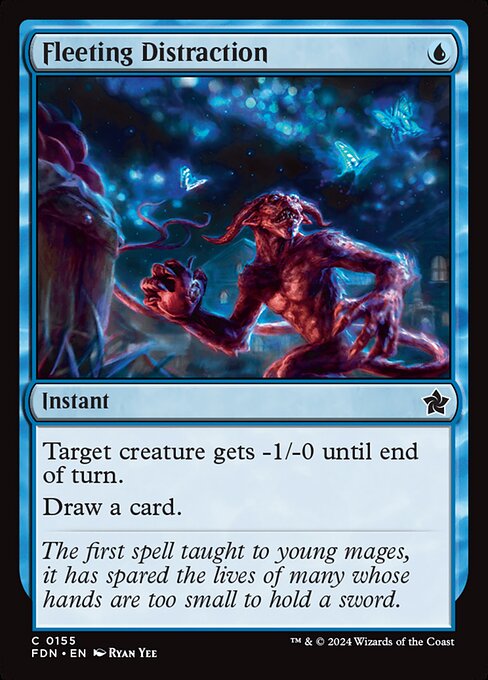 Fleeting Distraction
Instant
Target creature gets -1/-0 until end
of turn.
Draw a card.
The first spell taught to young mages,
it has spared the lives of many whose
hands are too small to hold a sword.
C 0155
FDN • EN Ryan Yee
™ & © 2024 Wizards of the Coast